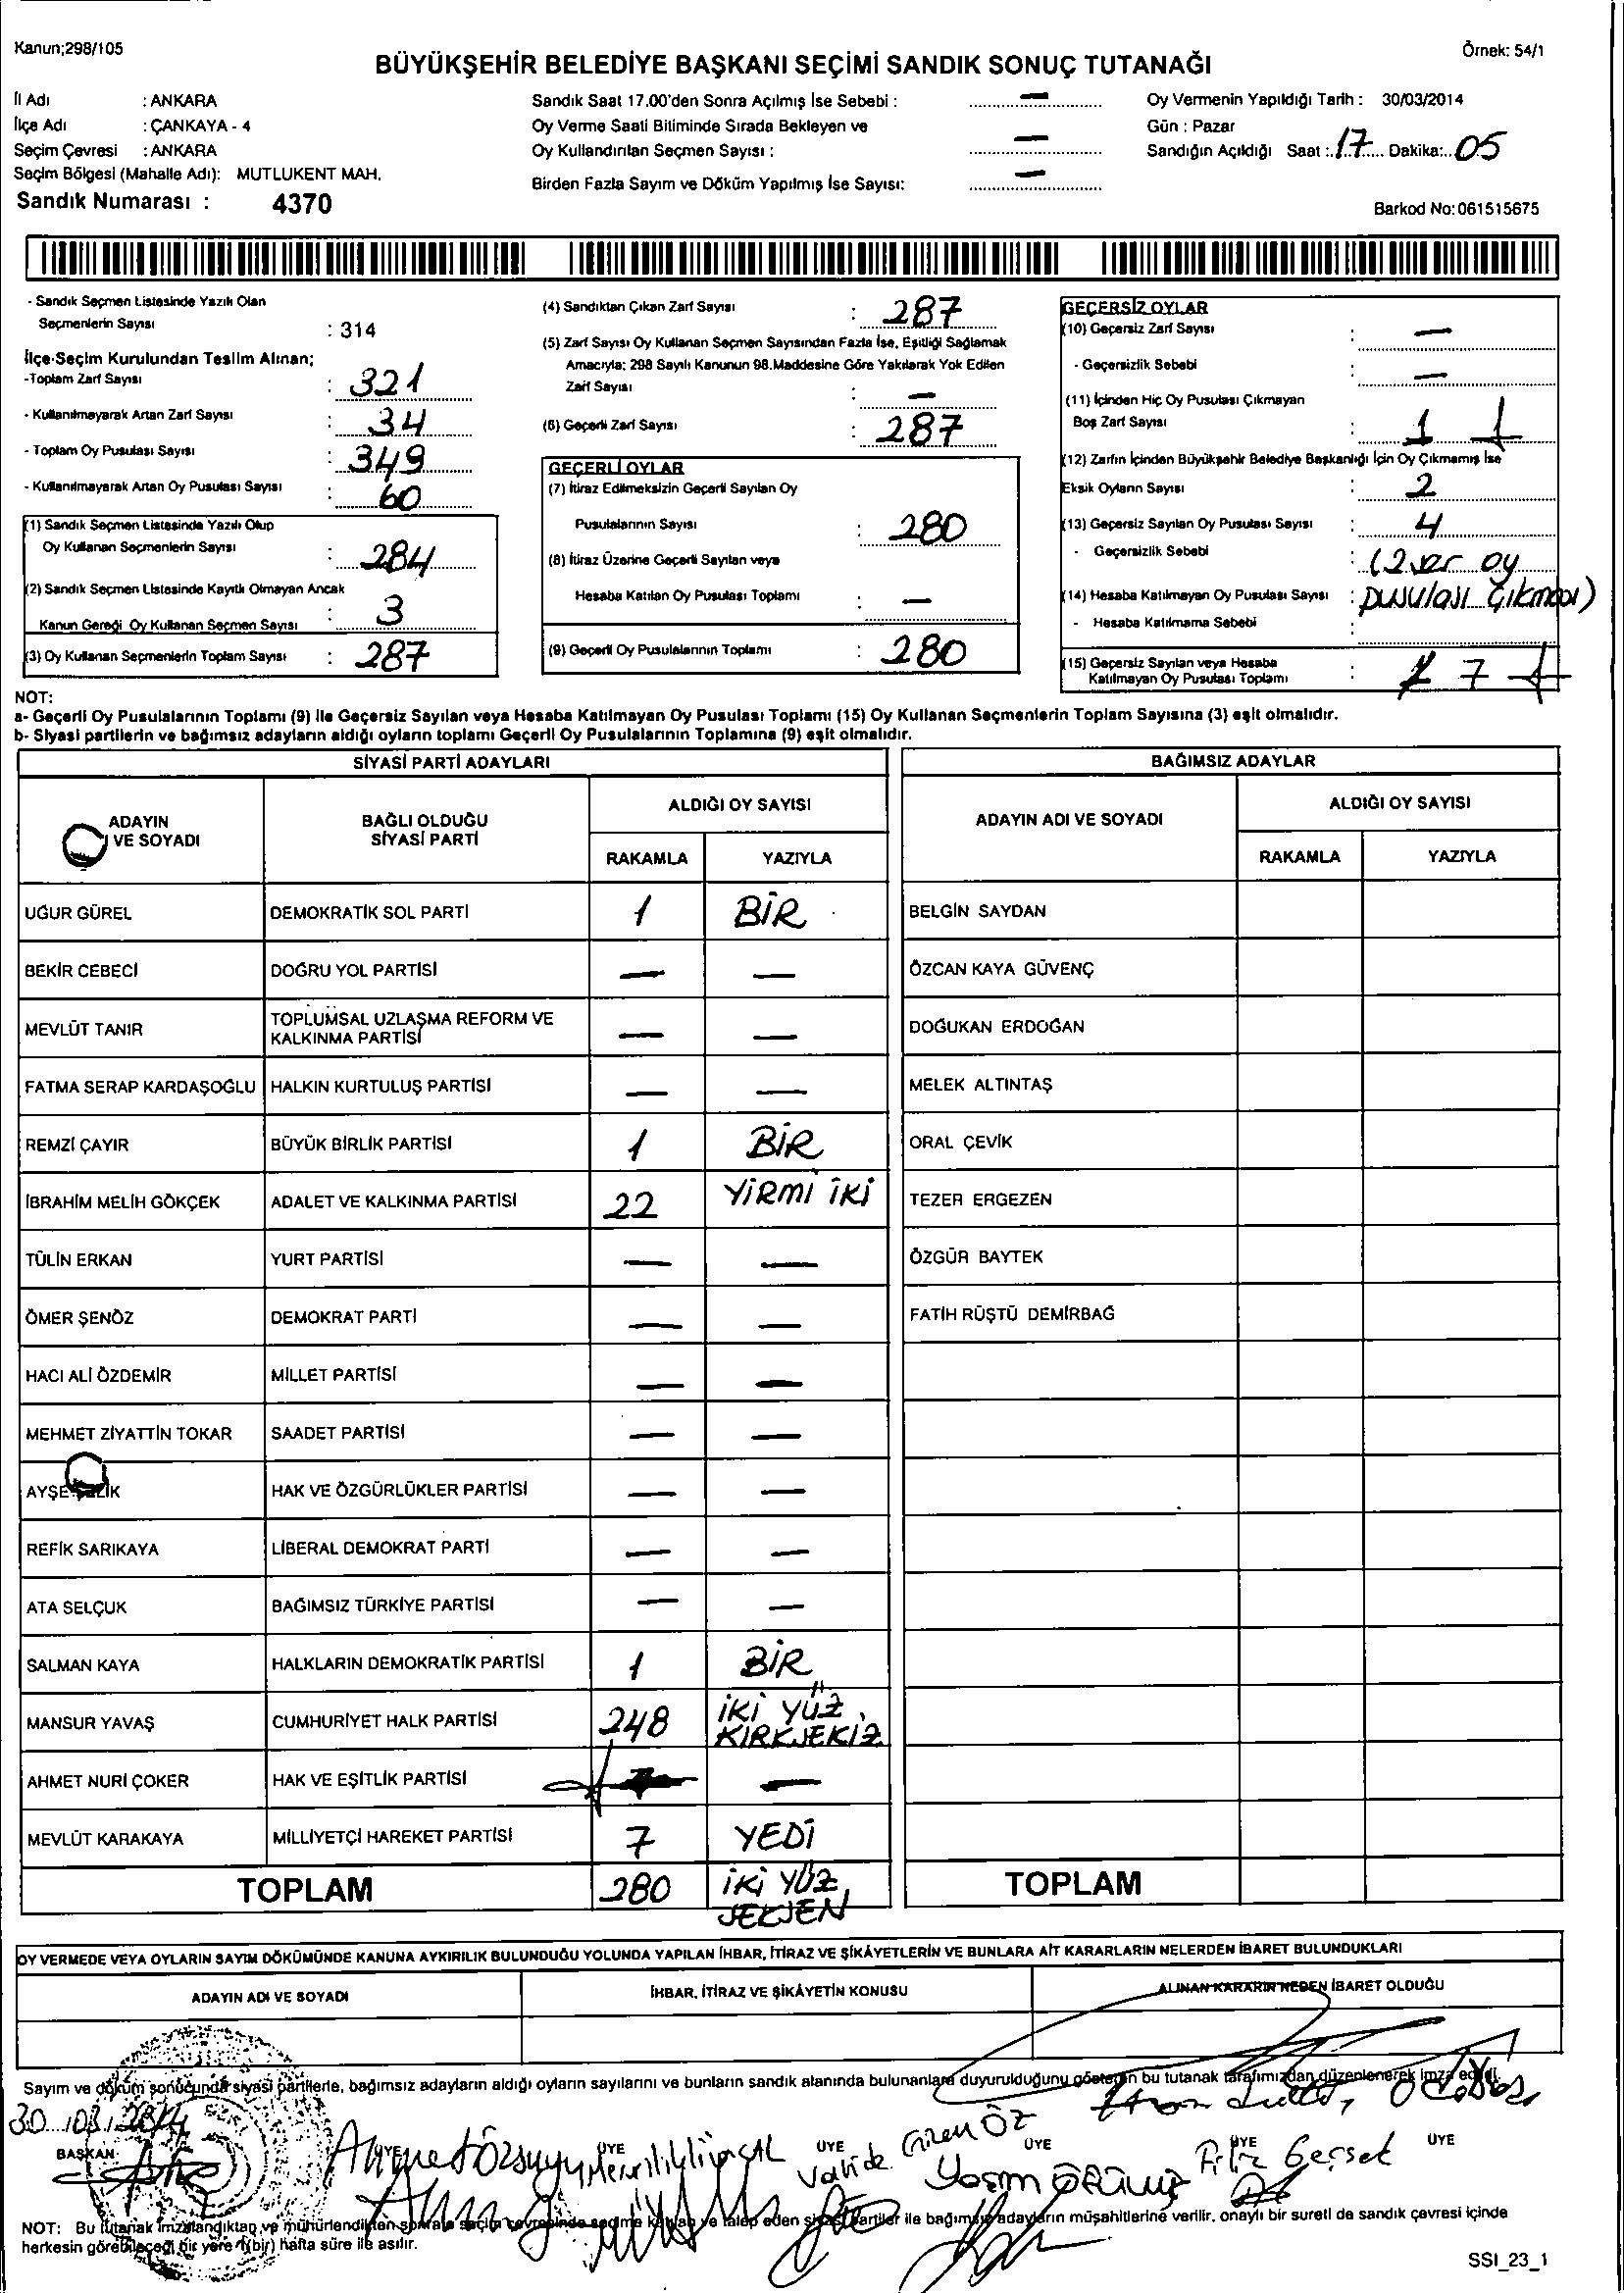 Kanun;298/105
Örnek: 54/1
BÜYÜKŞEHİR BELEDİYE BAŞKANI SEÇİMİ SANDIK SONUÇ TUTANAĞI
İl Adı : ANKARA
İlçe Adı : ÇANKAYA - 4
Seçim Çevresi : ANKARA
Seçim Bölgesi (Mahalle Adı): MUTLUKENT MAH.
Sandık Numarası : 4370
Sandık Saat 17.00'den Sonra Açılmış İse Sebebi : —
Oy Verme Saati Bitiminde Sırada Bekleyen ve
Oy Kullandırılan Seçmen Sayısı : —
Birden Fazla Sayım ve Döküm Yapılmış İse Sayısı: —
Oy Vermenin Yapıldığı Tarih : 30/03/2014
Gün : Pazar
Sandığın Açıldığı Saat : 17 Dakika: 05
Barkod No: 061515675
- Sandık Seçmen Listesinde Yazılı Olan
Seçmenlerin Sayısı : 314
İlçe Seçim Kurulundan Teslim Alınan;
-Toplam Zarf Sayısı : 321
- Kullanılmayarak Artan Zarf Sayısı : 34
- Toplam Oy Pusulası Sayısı : 349
- Kullanılmayarak Artan Oy Pusulası Sayısı : 60
(1) Sandık Seçmen Listesinde Yazılı Olup
Oy Kullanan Seçmenlerin Sayısı : 284
(2) Sandık Seçmen Listesinde Kayıtlı Olmayan Ancak
Kanun Gereği Oy Kullanan Seçmen Sayısı : 3
(3) Oy Kullanan Seçmenlerin Toplam Sayısı : 287
(4) Sandıktan Çıkan Zarf Sayısı : 287
(5) Zarf Sayısı Oy Kullanan Seçmen Sayısından Fazla İse, Eşitliği Sağlamak
Amacıyla; 298 Sayılı Kanunun 98.Maddesine Göre Yakılarak Yok Edilen
Zarf Sayısı : —
(6) Geçerli Zarf Sayısı : 287
GEÇERLİ OYLAR
(7) İtiraz Edilmeksizin Geçerli Sayılan Oy
Pusulalarının Sayısı : 280
(8) İtiraz Üzerine Geçerli Sayılan veya
Hesaba Katılan Oy Pusulası Toplamı : —
(9) Geçerli Oy Pusulalarının Toplamı : 280
GEÇERSİZ OYLAR
(10) Geçersiz Zarf Sayısı : —
- Geçersizlik Sebebi : —
(11) İçinden Hiç Oy Pusulası Çıkmayan
Boş Zarf Sayısı : 1
(12) Zarfın İçinden Büyükşehir Belediye Başkanlığı İçin Oy Çıkmamış İse
Eksik Oyların Sayısı : 2
(13) Geçersiz Sayılan Oy Pusulası Sayısı : 4
- Geçersizlik Sebebi : (2 oy
(14) Hesaba Katılmayan Oy Pusulası Sayısı : pusulası Çıkmadı)
- Hesaba Katılmama Sebebi :
(15) Geçersiz Sayılan veya Hesaba
Katılmayan Oy Pusulası Toplamı : 7
NOT:
a- Geçerli Oy Pusulalarının Toplamı (9) ile Geçersiz Sayılan veya Hesaba Katılmayan Oy Pusulası Toplamı (15) Oy Kullanan Seçmenlerin Toplam Sayısına (3) eşit olmalıdır.
b- Siyasi partilerin ve bağımsız adayların aldığı oyların toplamı Geçerli Oy Pusulalarının Toplamına (9) eşit olmalıdır.
SİYASİ PARTİ ADAYLARI
ADAYIN
VE SOYADI
BAĞLI OLDUĞU
SİYASİ PARTİ
ALDIĞI OY SAYISI
RAKAMLA YAZIYLA
UĞUR GÜREL DEMOKRATİK SOL PARTİ 1 BİR
BEKİR CEBECİ DOĞRU YOL PARTİSİ — —
MEVLÜT TANIR TOPLUMSAL UZLAŞMA REFORM VE
KALKINMA PARTİSİ — —
FATMA SERAP KARDAŞOĞLU HALKIN KURTULUŞ PARTİSİ — —
REMZİ ÇAYIR BÜYÜK BİRLİK PARTİSİ 1 BİR
İBRAHİM MELİH GÖKÇEK ADALET VE KALKINMA PARTİSİ 22 YİRMİ İKİ
TÜLİN ERKAN YURT PARTİSİ — —
ÖMER ŞENÖZ DEMOKRAT PARTİ — —
HACI ALİ ÖZDEMİR MİLLET PARTİSİ — —
MEHMET ZİYATTİN TOKAR SAADET PARTİSİ — —
AYŞE HAK VE ÖZGÜRLÜKLER PARTİSİ — —
REFİK SARIKAYA LİBERAL DEMOKRAT PARTİ — —
ATA SELÇUK BAĞIMSIZ TÜRKİYE PARTİSİ — —
SALMAN KAYA HALKLARIN DEMOKRATİK PARTİSİ 1 BİR
MANSUR YAVAŞ CUMHURİYET HALK PARTİSİ 248 İKİ YÜZ
KIRKSEKİZ
AHMET NURİ ÇOKER HAK VE EŞİTLİK PARTİSİ —
MEVLÜT KARAKAYA MİLLİYETÇİ HAREKET PARTİSİ 7 YEDİ
TOPLAM 280 İKİ YÜZ
SEKSEN
BAĞIMSIZ ADAYLAR
ADAYIN ADI VE SOYADI
ALDIĞI OY SAYISI
RAKAMLA YAZIYLA
BELGİN SAYDAN
ÖZCAN KAYA GÜVENÇ
DOĞUKAN ERDOĞAN
MELEK ALTINTAŞ
ORAL ÇEVİK
TEZER ERGEZEN
ÖZGÜR BAYTEK
FATİH RÜŞTÜ DEMİRBAĞ
TOPLAM
OY VERMEDE VEYA OYLARIN SAYIM DÖKÜMÜNDE KANUNA AYKIRILIK BULUNDUĞU YOLUNDA YAPILAN İHBAR, İTİRAZ VE ŞİKÂYETLERİN VE BUNLARA AİT KARARLARIN NELERDEN İBARET BULUNDUKLARI
ADAYIN ADI VE SOYADI
İHBAR, İTİRAZ VE ŞİKÂYETİN KONUSU
ALINAN KARARIN NEDEN İBARET OLDUĞU
Sayım ve döküm sonucunda siyasi partilerle, bağımsız adayların aldığı oyların sayılarını ve bunların sandık alanında bulunanlara duyurulduğunu gösteren bu tutanak tarafımızdan düzenlenerek imza edildi.
30.03.2014
BAŞKAN ÜYE ÜYE ÜYE ÜYE ÜYE ÜYE
Ahmet Özsuyu
Vahide Gizem ÖZ
Yasin
Filiz Gerset
NOT: Bu tutanak imzalandıktan ve mühürlendikten sonra seçim çevresinde seçime katılan ve talep eden siyasi partiler ile bağımsız adayların müşahitlerine verilir, onaylı bir sureti de sandık çevresi içinde
herkesin görebileceği bir yere 1(bir) hafta süre ile asılır.
SSI_23_1